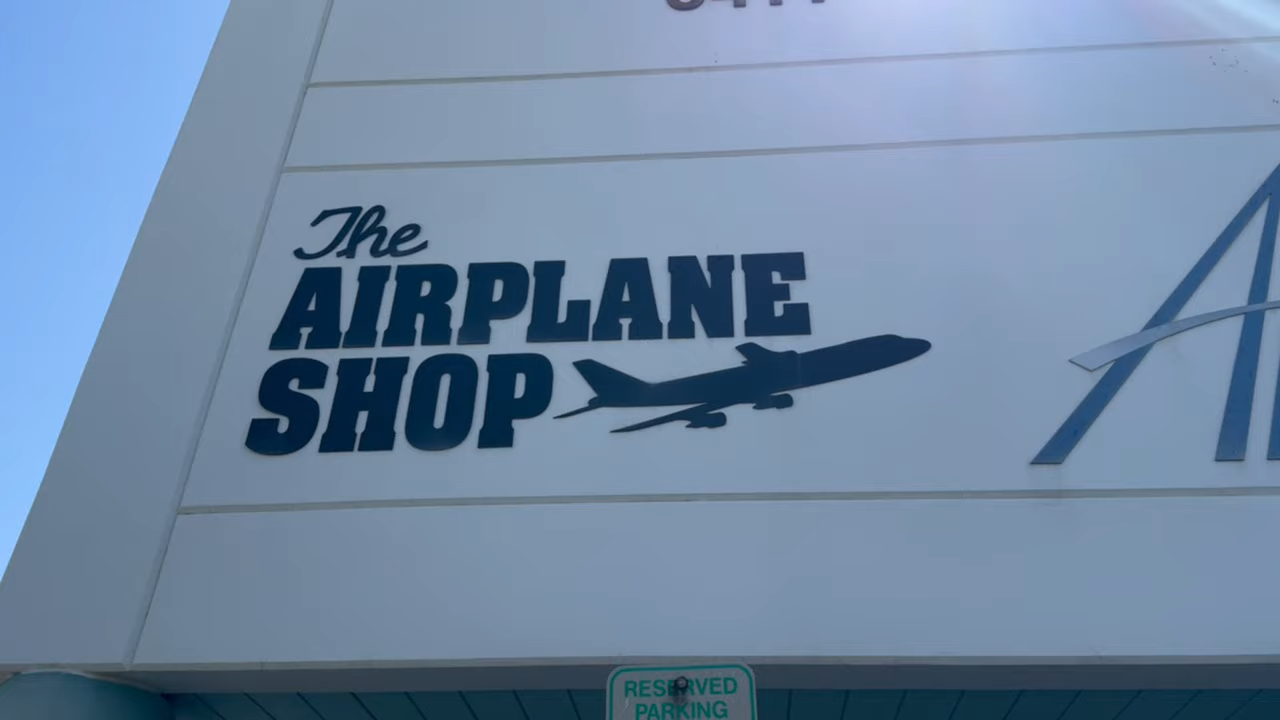 The
AIRPLANE
SHOP
RESERVED
PARKING